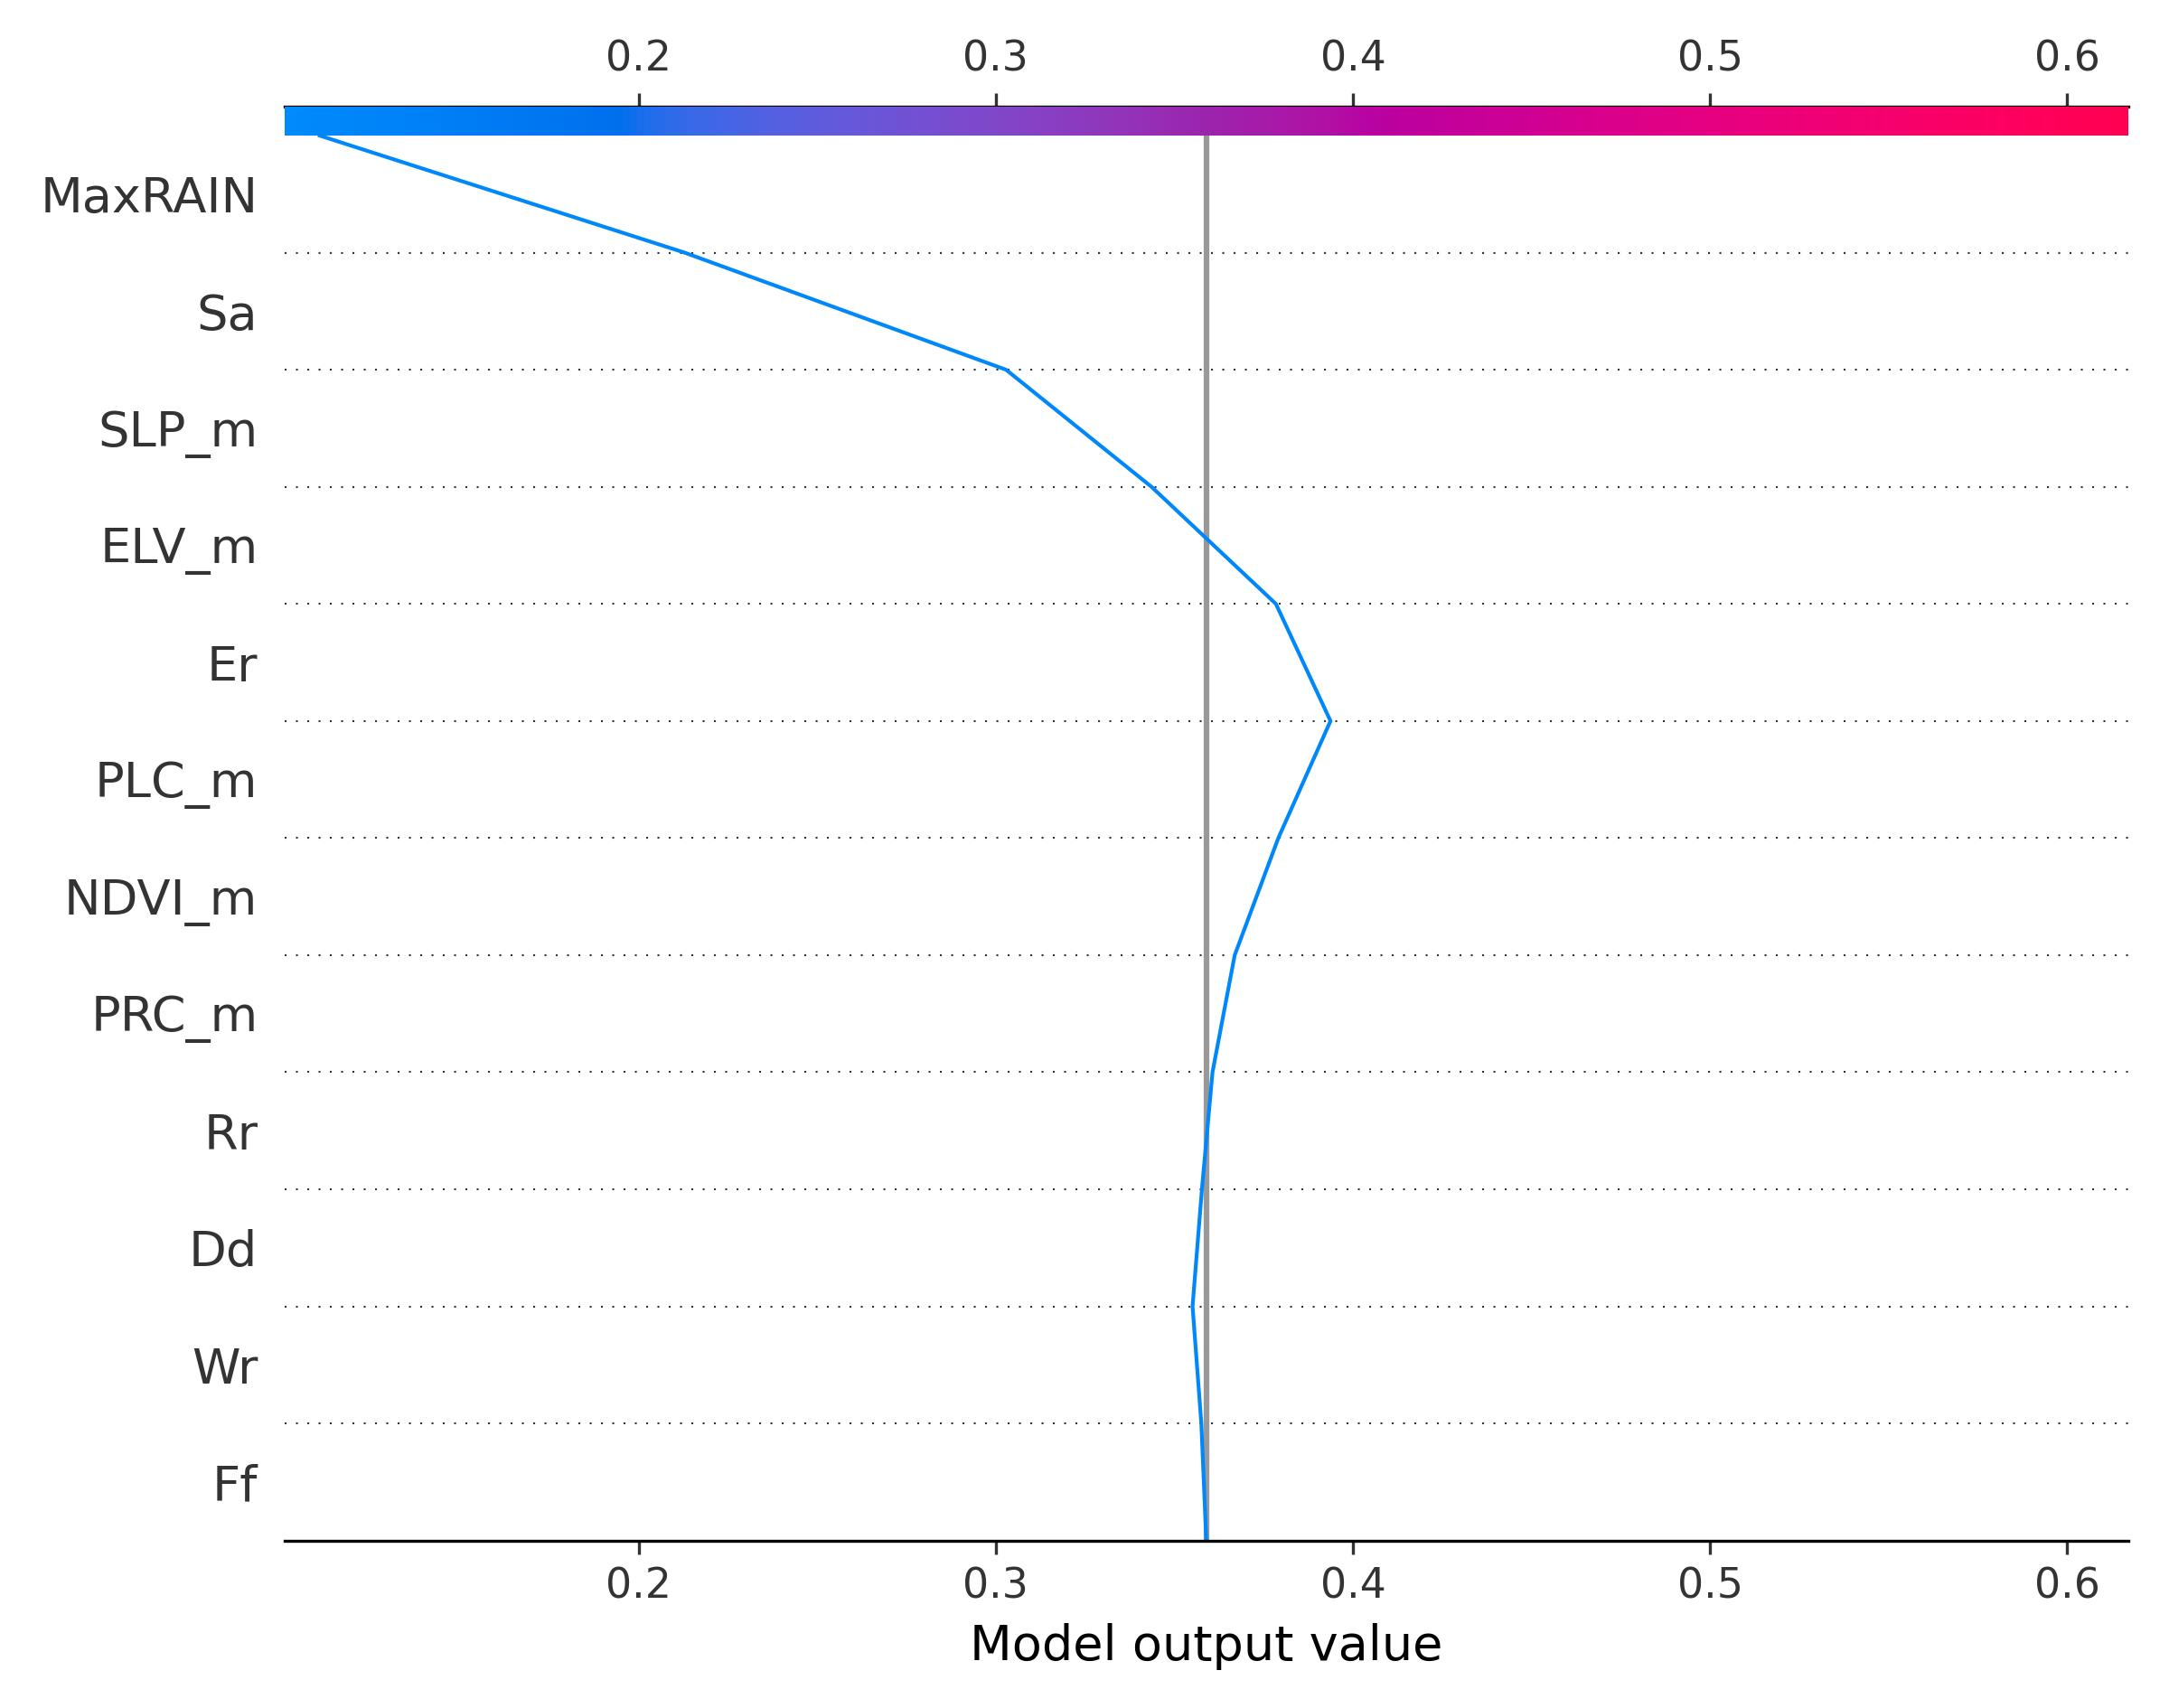 0.2 0.3 0.4 0.5 0.6
MaxRAIN
Sa
SLP_m
ELV_m
Er
PLC_m
NDVI_m
PRC_m
Rr
Dd
Wr
Ff
0.2 0.3 0.4 0.5 0.6
Model output value